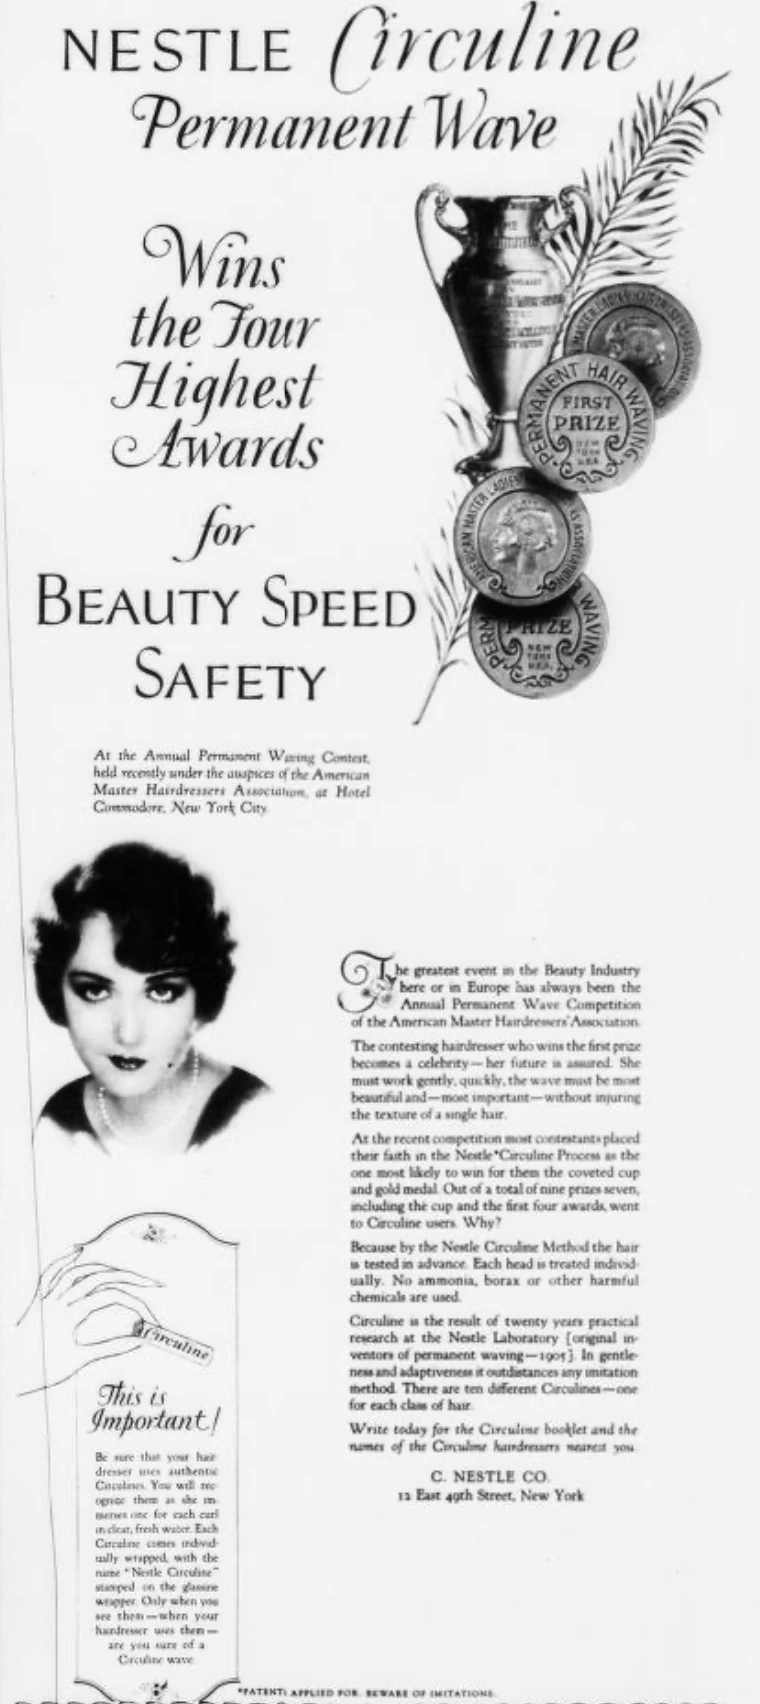 NESTLE Circuline
Permanent Wave
Wins
the Four
Highest
Awards
for
BEAUTY SPEED
SAFETY
PERMANENT HAIR WAVING
FIRST
PRIZE
NEW
YORK
U.S.A.
AMERICAN MASTER LADIES
ASSOCIATION
PRIZE
NEW
YORK
U.S.A.
WAVING
At the Annual Permanent Waving Contest,
held recently under the auspices of the American
Master Hairdressers Association, at Hotel
Commodore, New York City.
The greatest event in the Beauty Industry
here or in Europe has always been the
Annual Permanent Wave Competition
of the American Master Hairdressers' Association.
The contesting hairdresser who wins the first prize
becomes a celebrity—her future is assured. She
must work gently, quickly, the wave must be most
beautiful and—most important—without injuring
the texture of a single hair.
At the recent competition most contestants placed
their faith in the Nestle*Circuline Process as the
one most likely to win for them the coveted cup
and gold medal. Out of a total of nine prizes seven,
including the cup and the first four awards, went
to Circuline users. Why?
Because by the Nestle Circuline Method the hair
is tested in advance. Each head is treated individ-
ually. No ammonia, borax or other harmful
chemicals are used.
Circuline is the result of twenty years practical
research at the Nestle Laboratory [original in-
ventors of permanent waving—1905]. In gentle-
ness and adaptiveness it outdistances any imitation
method. There are ten different Circulines—one
for each class of hair.
Write today for the Circuline booklet and the
names of the Circuline hairdressers nearest you
C. NESTLE CO.
12 East 49th Street, New York
Circuline
This is
Important!
Be sure that your hair-
dresser uses authentic
Circulines. You will rec-
ognize them as she im-
merses one for each curl
in clear, fresh water. Each
Circuline comes individ-
ually wrapped, with the
name "Nestle Circuline"
stamped on the glassine
wrapper. Only when you
see them—when your
hairdresser uses them—
are you sure of a
Circuline wave.
*PATENTS APPLIED FOR. BEWARE OF IMITATIONS.